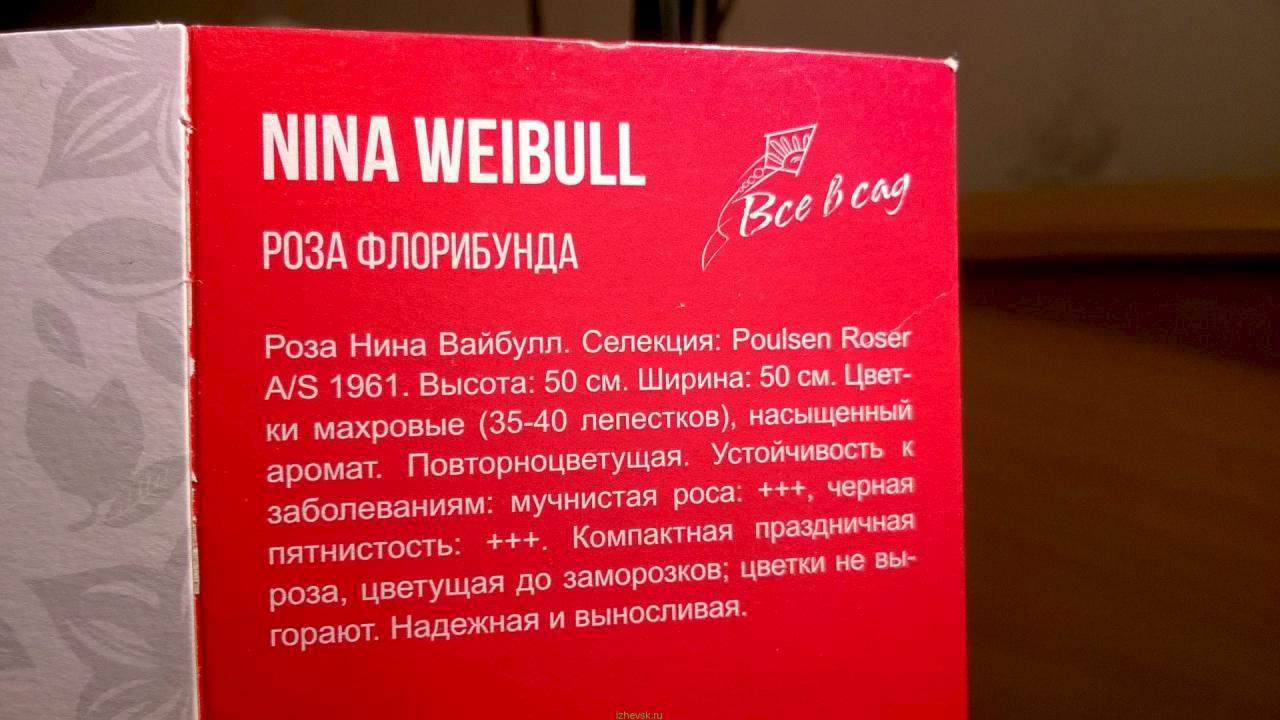 NINA WEIBULL
Все в сад
РОЗА ФЛОРИБУНДА
Роза Нина Вайбулл. Селекция: Poulsen Roser
A/S 1961. Высота: 50 см. Ширина: 50 см. Цвет-
ки махровые (35-40 лепестков), насыщенный
аромат. Повторноцветущая. Устойчивость к
заболеваниям: мучнистая роса: +++, черная
пятнистость: +++. Компактная праздничная
роза, цветущая до заморозков; цветки не вы-
горают. Надежная и выносливая.
izhevsk.ru